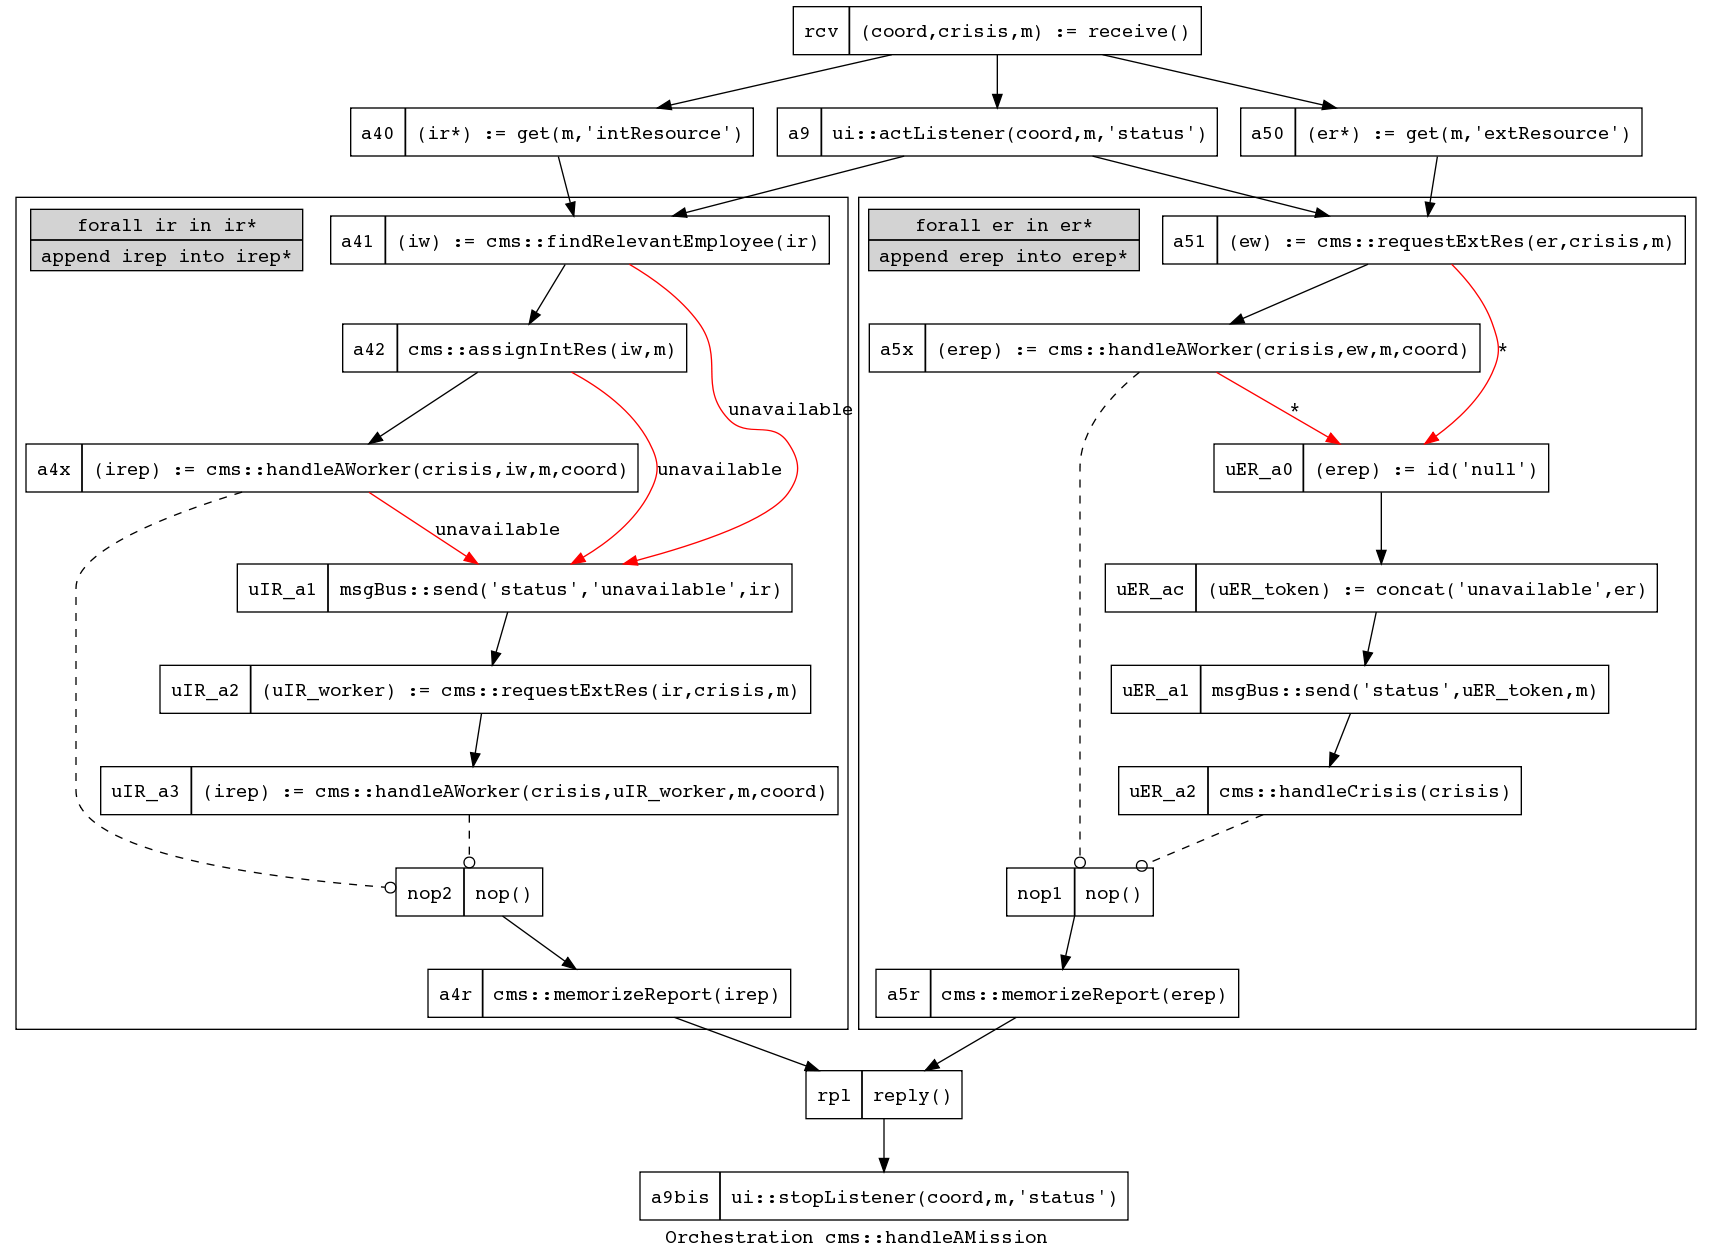 rcv (coord,crisis,m) := receive()
a40 (ir*) := get(m,'intResource')
a9 ui::actListener(coord,m,'status')
a50 (er*) := get(m,'extResource')
forall ir in ir*
append irep into irep*
a41 (iw) := cms::findRelevantEmployee(ir)
forall er in er*
append erep into erep*
a51 (ew) := cms::requestExtRes(er,crisis,m)
a42 cms::assignIntRes(iw,m)
a5x (erep) := cms::handleAWorker(crisis,ew,m,coord)
*
unavailable
*
a4x (irep) := cms::handleAWorker(crisis,iw,m,coord)
unavailable
uER_a0 (erep) := id('null')
unavailable
uIR_a1 msgBus::send('status','unavailable',ir)
uER_ac (uER_token) := concat('unavailable',er)
uIR_a2 (uIR_worker) := cms::requestExtRes(ir,crisis,m)
uER_a1 msgBus::send('status',uER_token,m)
uIR_a3 (irep) := cms::handleAWorker(crisis,uIR_worker,m,coord)
uER_a2 cms::handleCrisis(crisis)
nop2 nop()
nop1 nop()
a4r cms::memorizeReport(irep)
a5r cms::memorizeReport(erep)
rpl reply()
a9bis ui::stopListener(coord,m,'status')
Orchestration cms::handleAMission